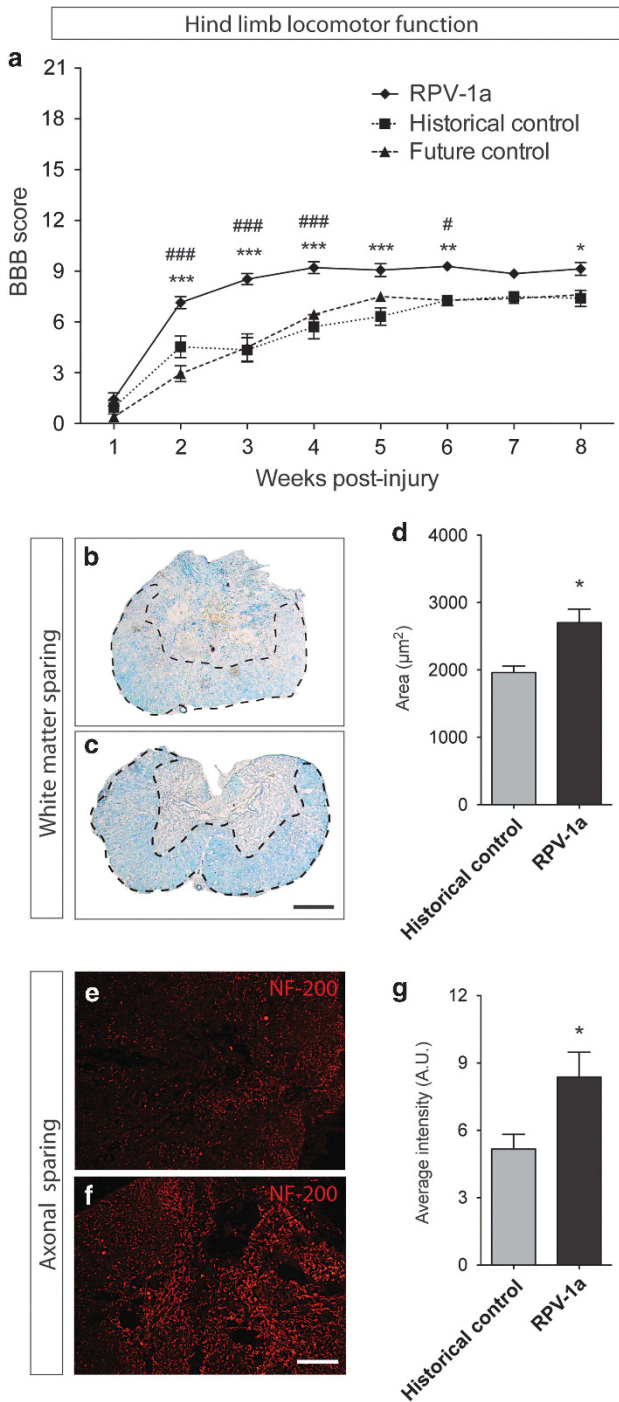 Hind limb locomotor function
a
21
18
15
12
9
6
3
0
BBB score
RPV-1a
Historical control
Future control
###
###
###
#
***
***
***
***
**
*
1 2 3 4 5 6 7 8
Weeks post-injury
White matter sparing
b
c
d
4000
3000
2000
1000
0
Area (µm²)
*
Historical control
RPV-1a
Axonal sparing
e
NF-200
f
NF-200
g
12
9
6
3
0
Average intensity (A.U.)
*
Historical control
RPV-1a